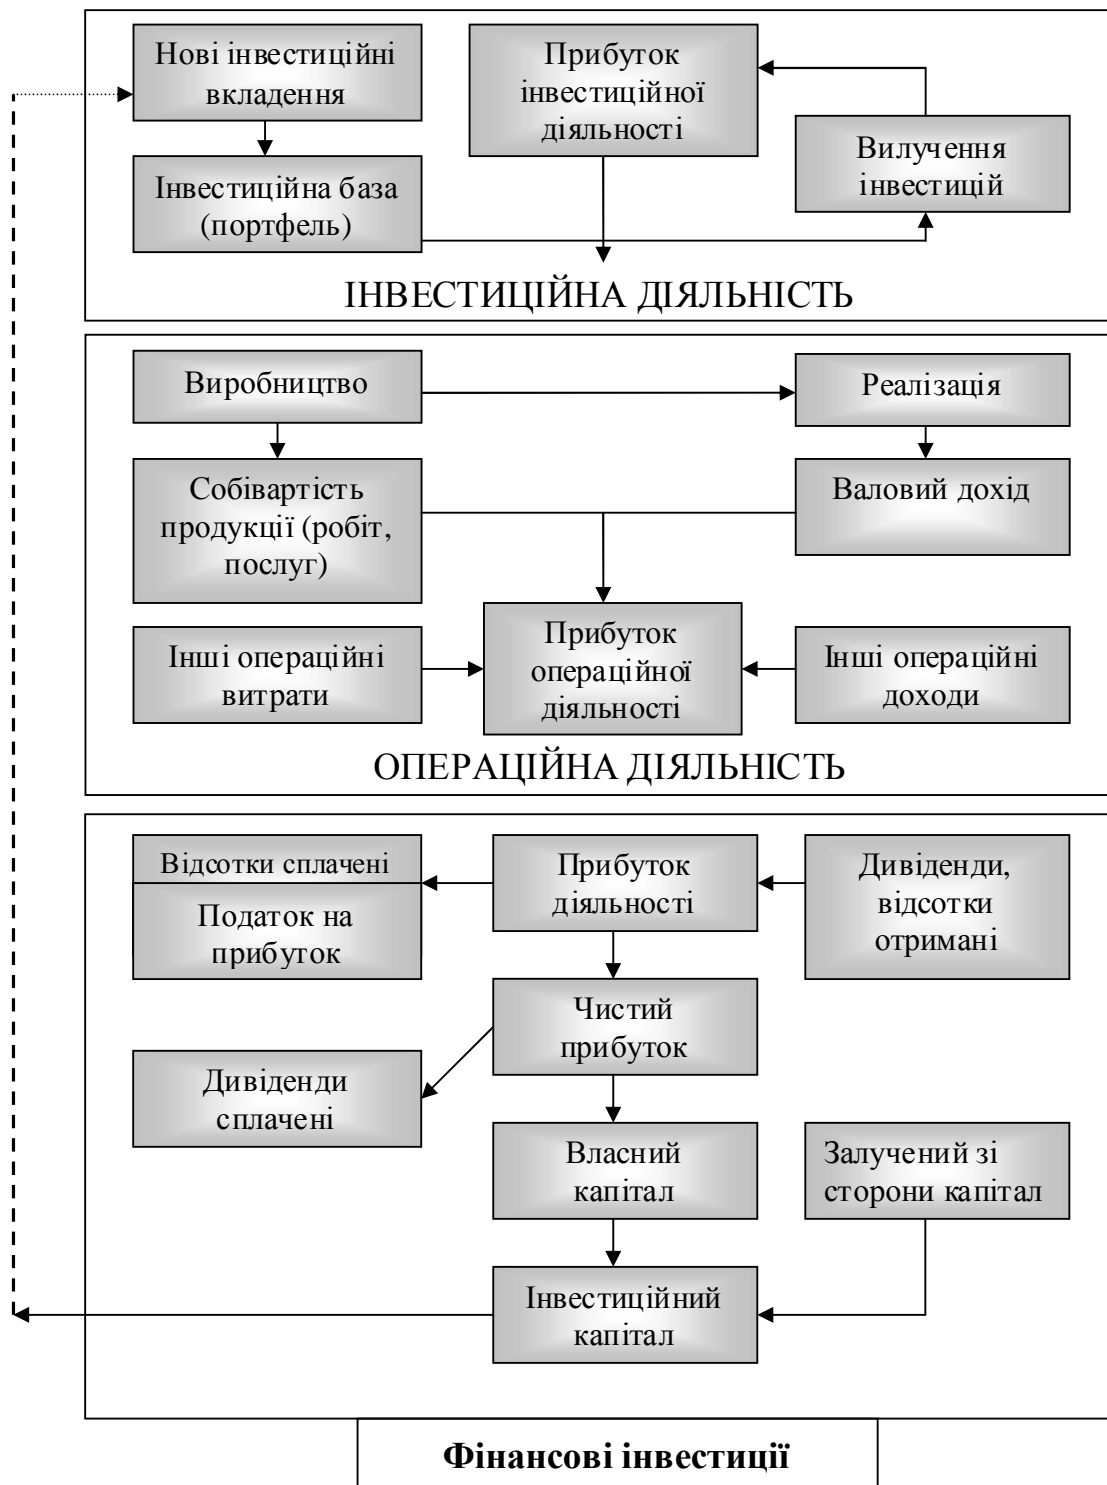 Нові інвестиційні
вкладення
Прибуток
інвестиційної
діяльності
Вилучення
інвестицій
Інвестиційна база
(портфель)
ІНВЕСТИЦІЙНА ДІЯЛЬНІСТЬ
Виробництво
Реалізація
Собівартість
продукції (робіт,
послуг)
Валовий дохід
Інші операційні
витрати
Прибуток
операційної
діяльності
Інші операційні
доходи
ОПЕРАЦІЙНА ДІЯЛЬНІСТЬ
Відсотки сплачені
Податок на
прибуток
Прибуток
діяльності
Дивіденди,
відсотки
отримані
Чистий
прибуток
Дивіденди
сплачені
Власний
капітал
Залучений зі
сторони капітал
Інвестиційний
капітал
Фінансові інвестиції